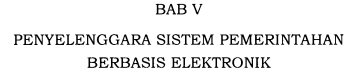 BAB V
PENYELENGGARA SISTEM PEMERINTAHAN
BERBASIS ELEKTRONIK